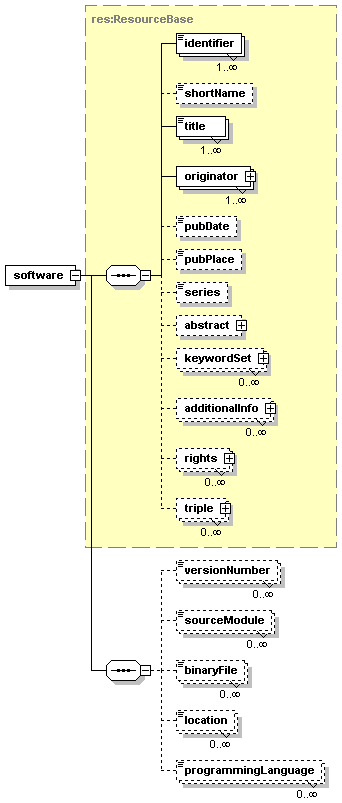 res:ResourceBase
identifier
1..∞
shortName
title
1..∞
originator
1..∞
pubDate
pubPlace
software
series
abstract
keywordSet
0..∞
additionalInfo
0..∞
rights
0..∞
triple
0..∞
versionNumber
0..∞
sourceModule
0..∞
binaryFile
0..∞
location
0..∞
programmingLanguage
0..∞